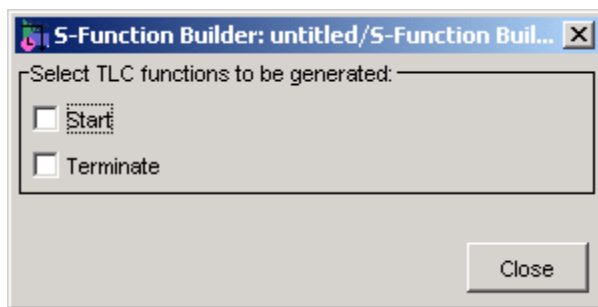 S-Function Builder: untitled/S-Function Buil...
Select TLC functions to be generated:
Start
Terminate
Close